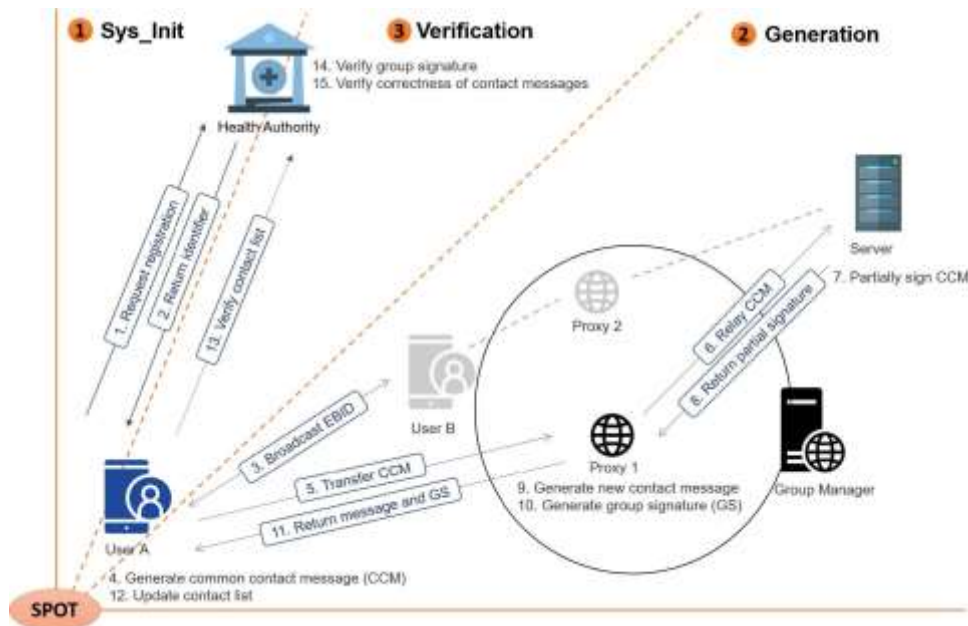 1 Sys_Init
3 Verification
2 Generation
14. Verify group signature
15. Verify correctness of contact messages
Health Authority
1. Request registration
2. Return identifier
13. Verify contact list
Server
7. Partially sign CCM
Proxy 2
6. Relay CCM
8. Return partial signature
User B
3. Broadcast EBID
5. Transfer CCM
11. Return message and GS
Proxy 1
9. Generate new contact message
10. Generate group signature (GS)
Group Manager
User A
4. Generate common contact message (CCM)
12. Update contact list
SPOT